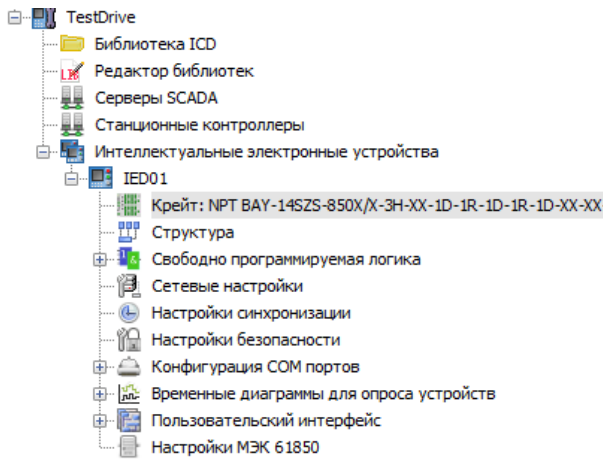 TestDrive
Библиотека ICD
Редактор библиотек
Серверы SCADA
Станционные контроллеры
Интеллектуальные электронные устройства
IED01
Крейт: NPT BAY-14SZS-850X/X-3H-XX-1D-1R-1D-1R-1D-XX-XX
Структура
Свободно программируемая логика
Сетевые настройки
Настройки синхронизации
Настройки безопасности
Конфигурация COM портов
Временные диаграммы для опроса устройств
Пользовательский интерфейс
Настройки МЭК 61850